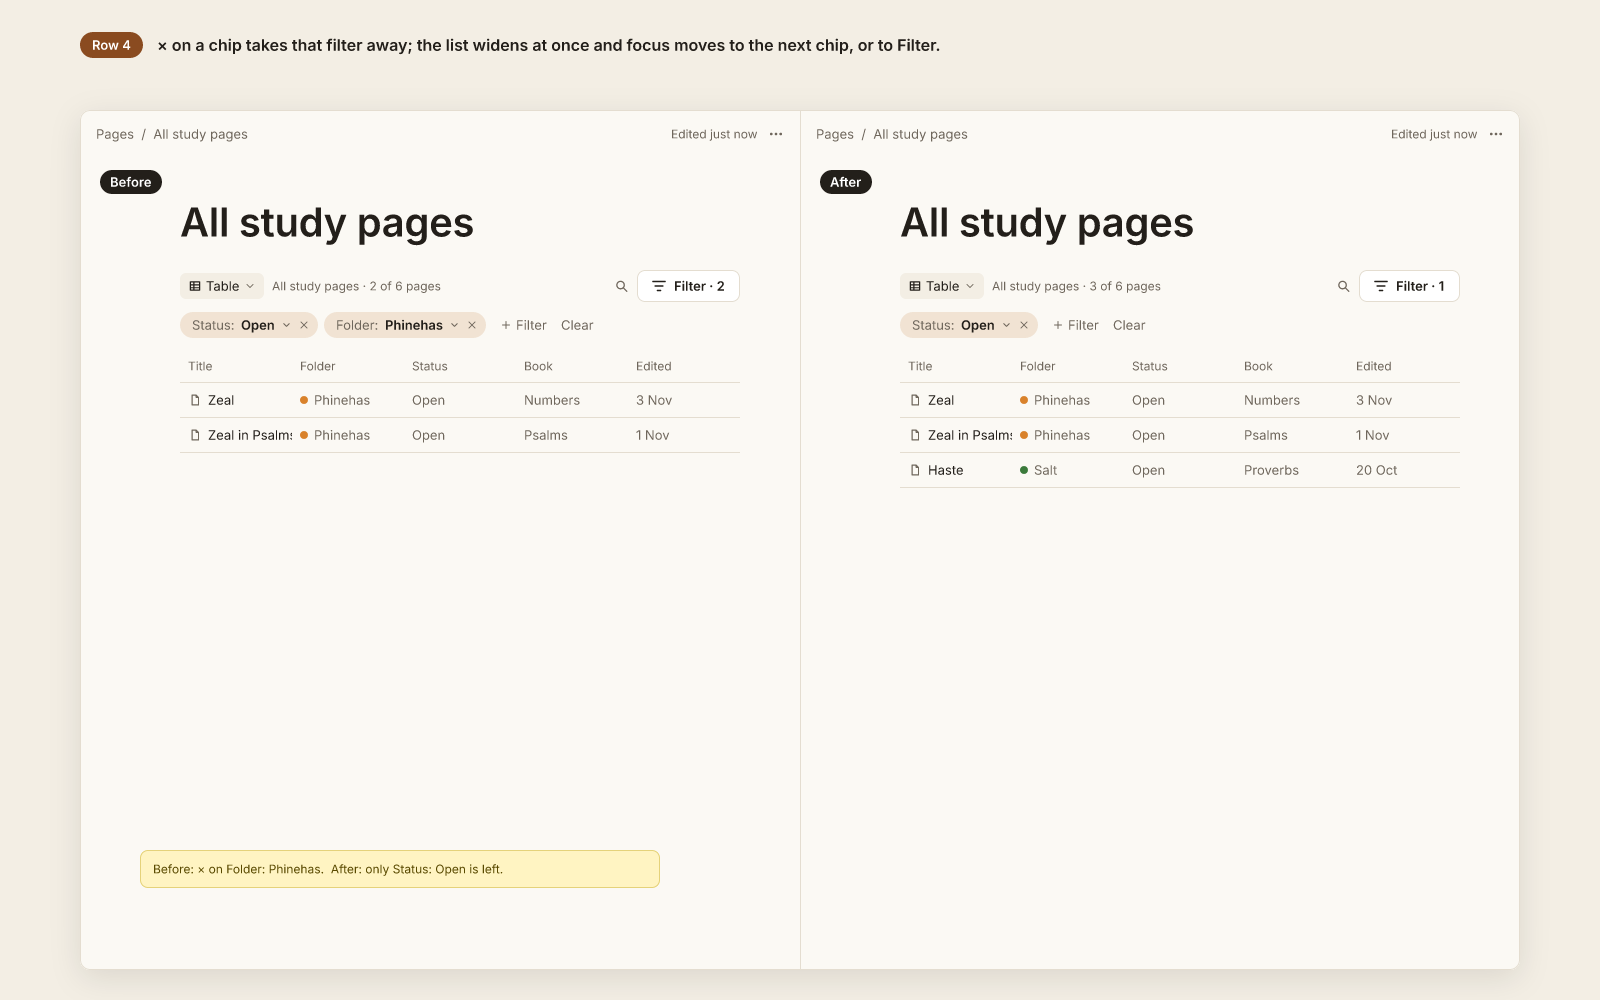 Row 4 × on a chip takes that filter away; the list widens at once and focus moves to the next chip, or to Filter.
Pages / All study pages Edited just now
Before
All study pages
Table All study pages · 2 of 6 pages Filter · 2
Status: Open × Folder: Phinehas × + Filter Clear
Title Folder Status Book Edited
Zeal Phinehas Open Numbers 3 Nov
Zeal in Psalms Phinehas Open Psalms 1 Nov
Before: × on Folder: Phinehas. After: only Status: Open is left.
Pages / All study pages Edited just now
After
All study pages
Table All study pages · 3 of 6 pages Filter · 1
Status: Open × + Filter Clear
Title Folder Status Book Edited
Zeal Phinehas Open Numbers 3 Nov
Zeal in Psalms Phinehas Open Psalms 1 Nov
Haste Salt Open Proverbs 20 Oct